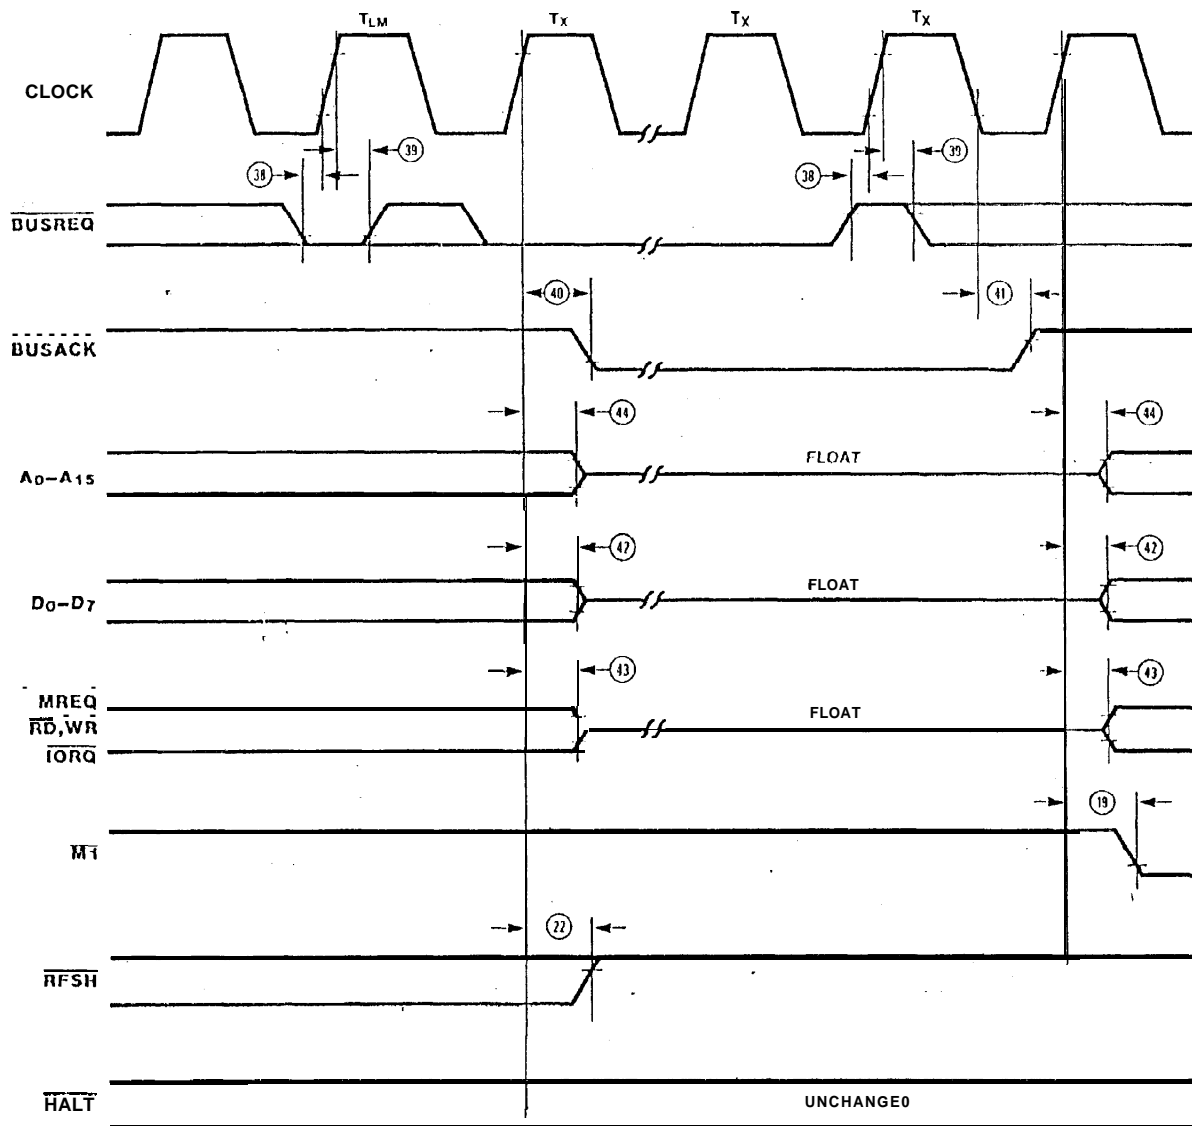 TLM TX TX TX
CLOCK
39 39
38 38
BUSREQ
40 41
BUSACK
44 44
FLOAT
A0–A15
42 42
FLOAT
D0–D7
43 43
MREQ
FLOAT
RD, WR
IORQ
19
M1
22
RFSH
HALT
UNCHANGE0